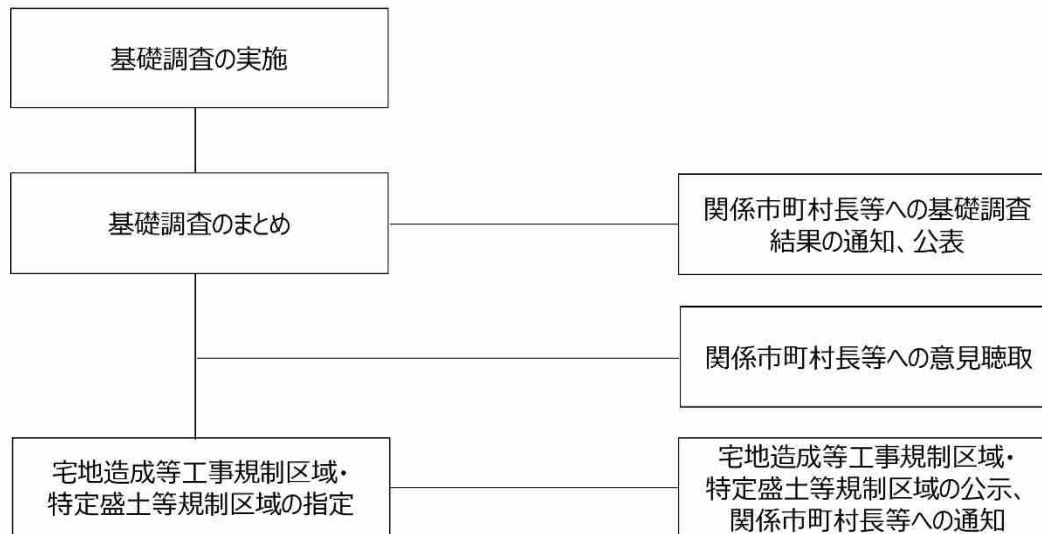 基礎調査の実施
基礎調査のまとめ
関係市町村長等への基礎調査
結果の通知、公表
関係市町村長等への意見聴取
宅地造成等工事規制区域・
特定盛土等規制区域の指定
宅地造成等工事規制区域・
特定盛土等規制区域の公示、
関係市町村長等への通知